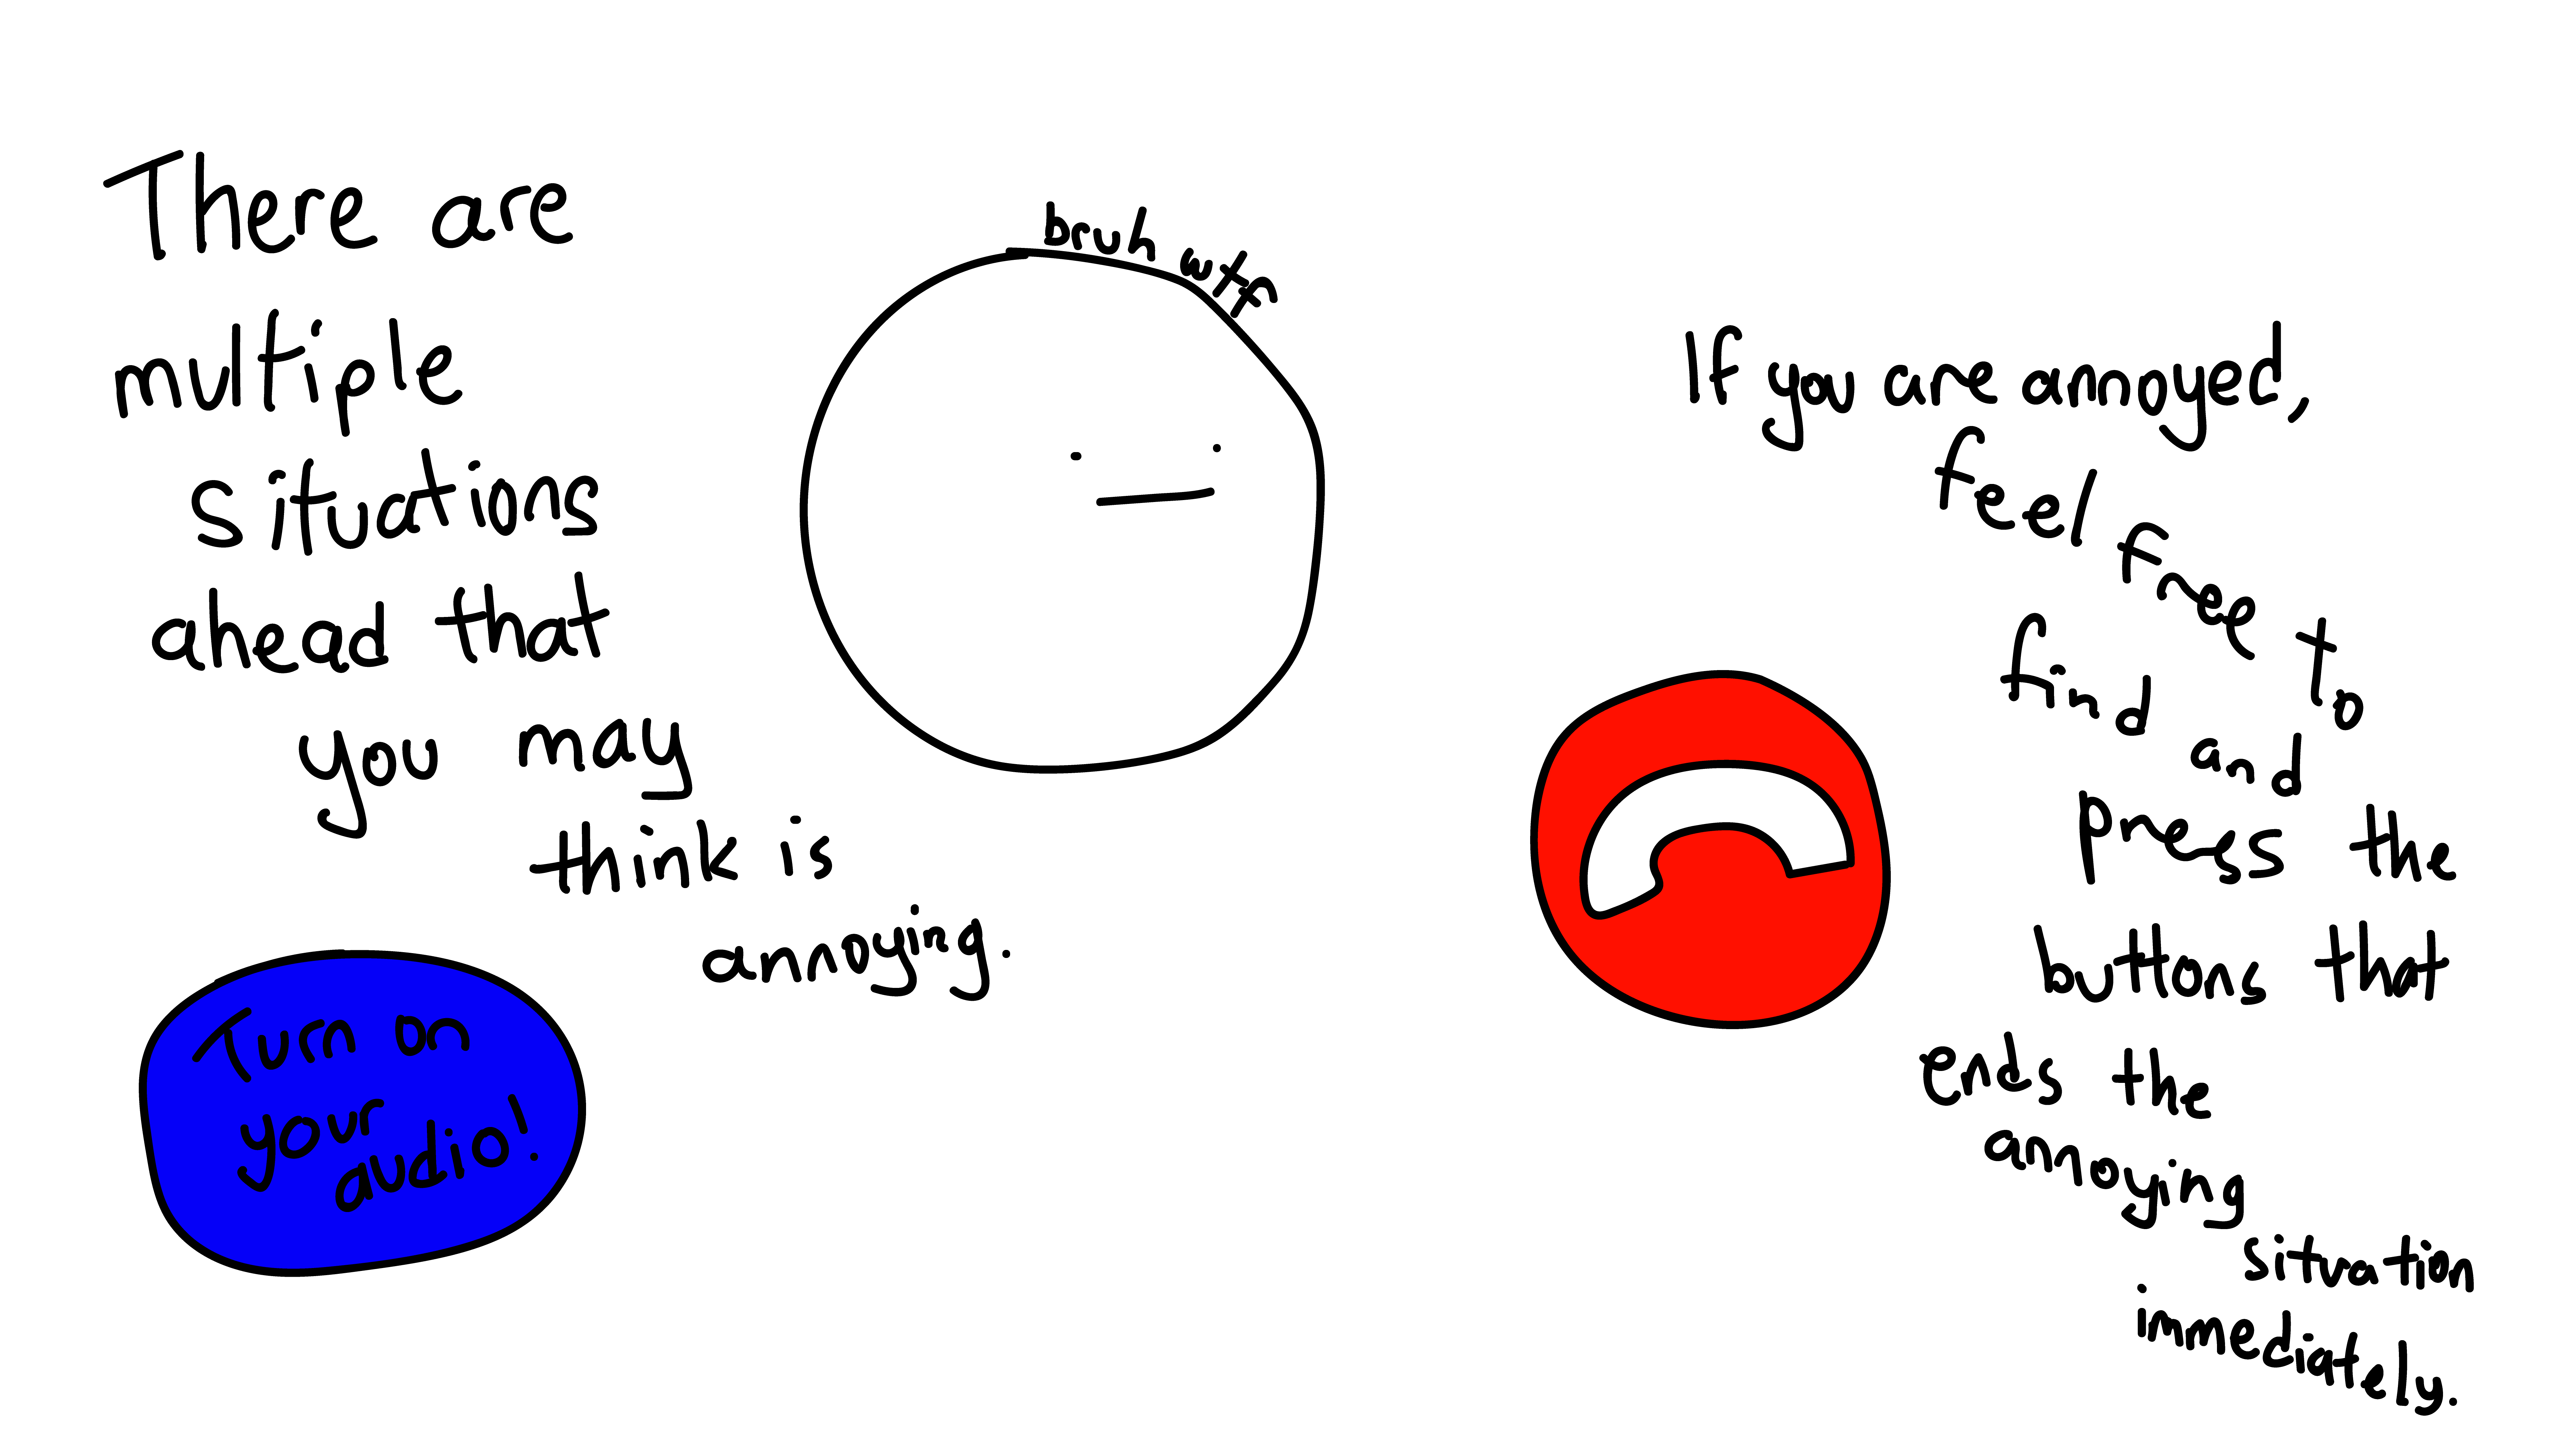 There are
multiple
situations
ahead that
you may
think is
annoying.
Turn on
your
audio!
bruh wtf
If you are annoyed,
feel free to
find and
press the
buttons that
ends the
annoying
situation
immediately.